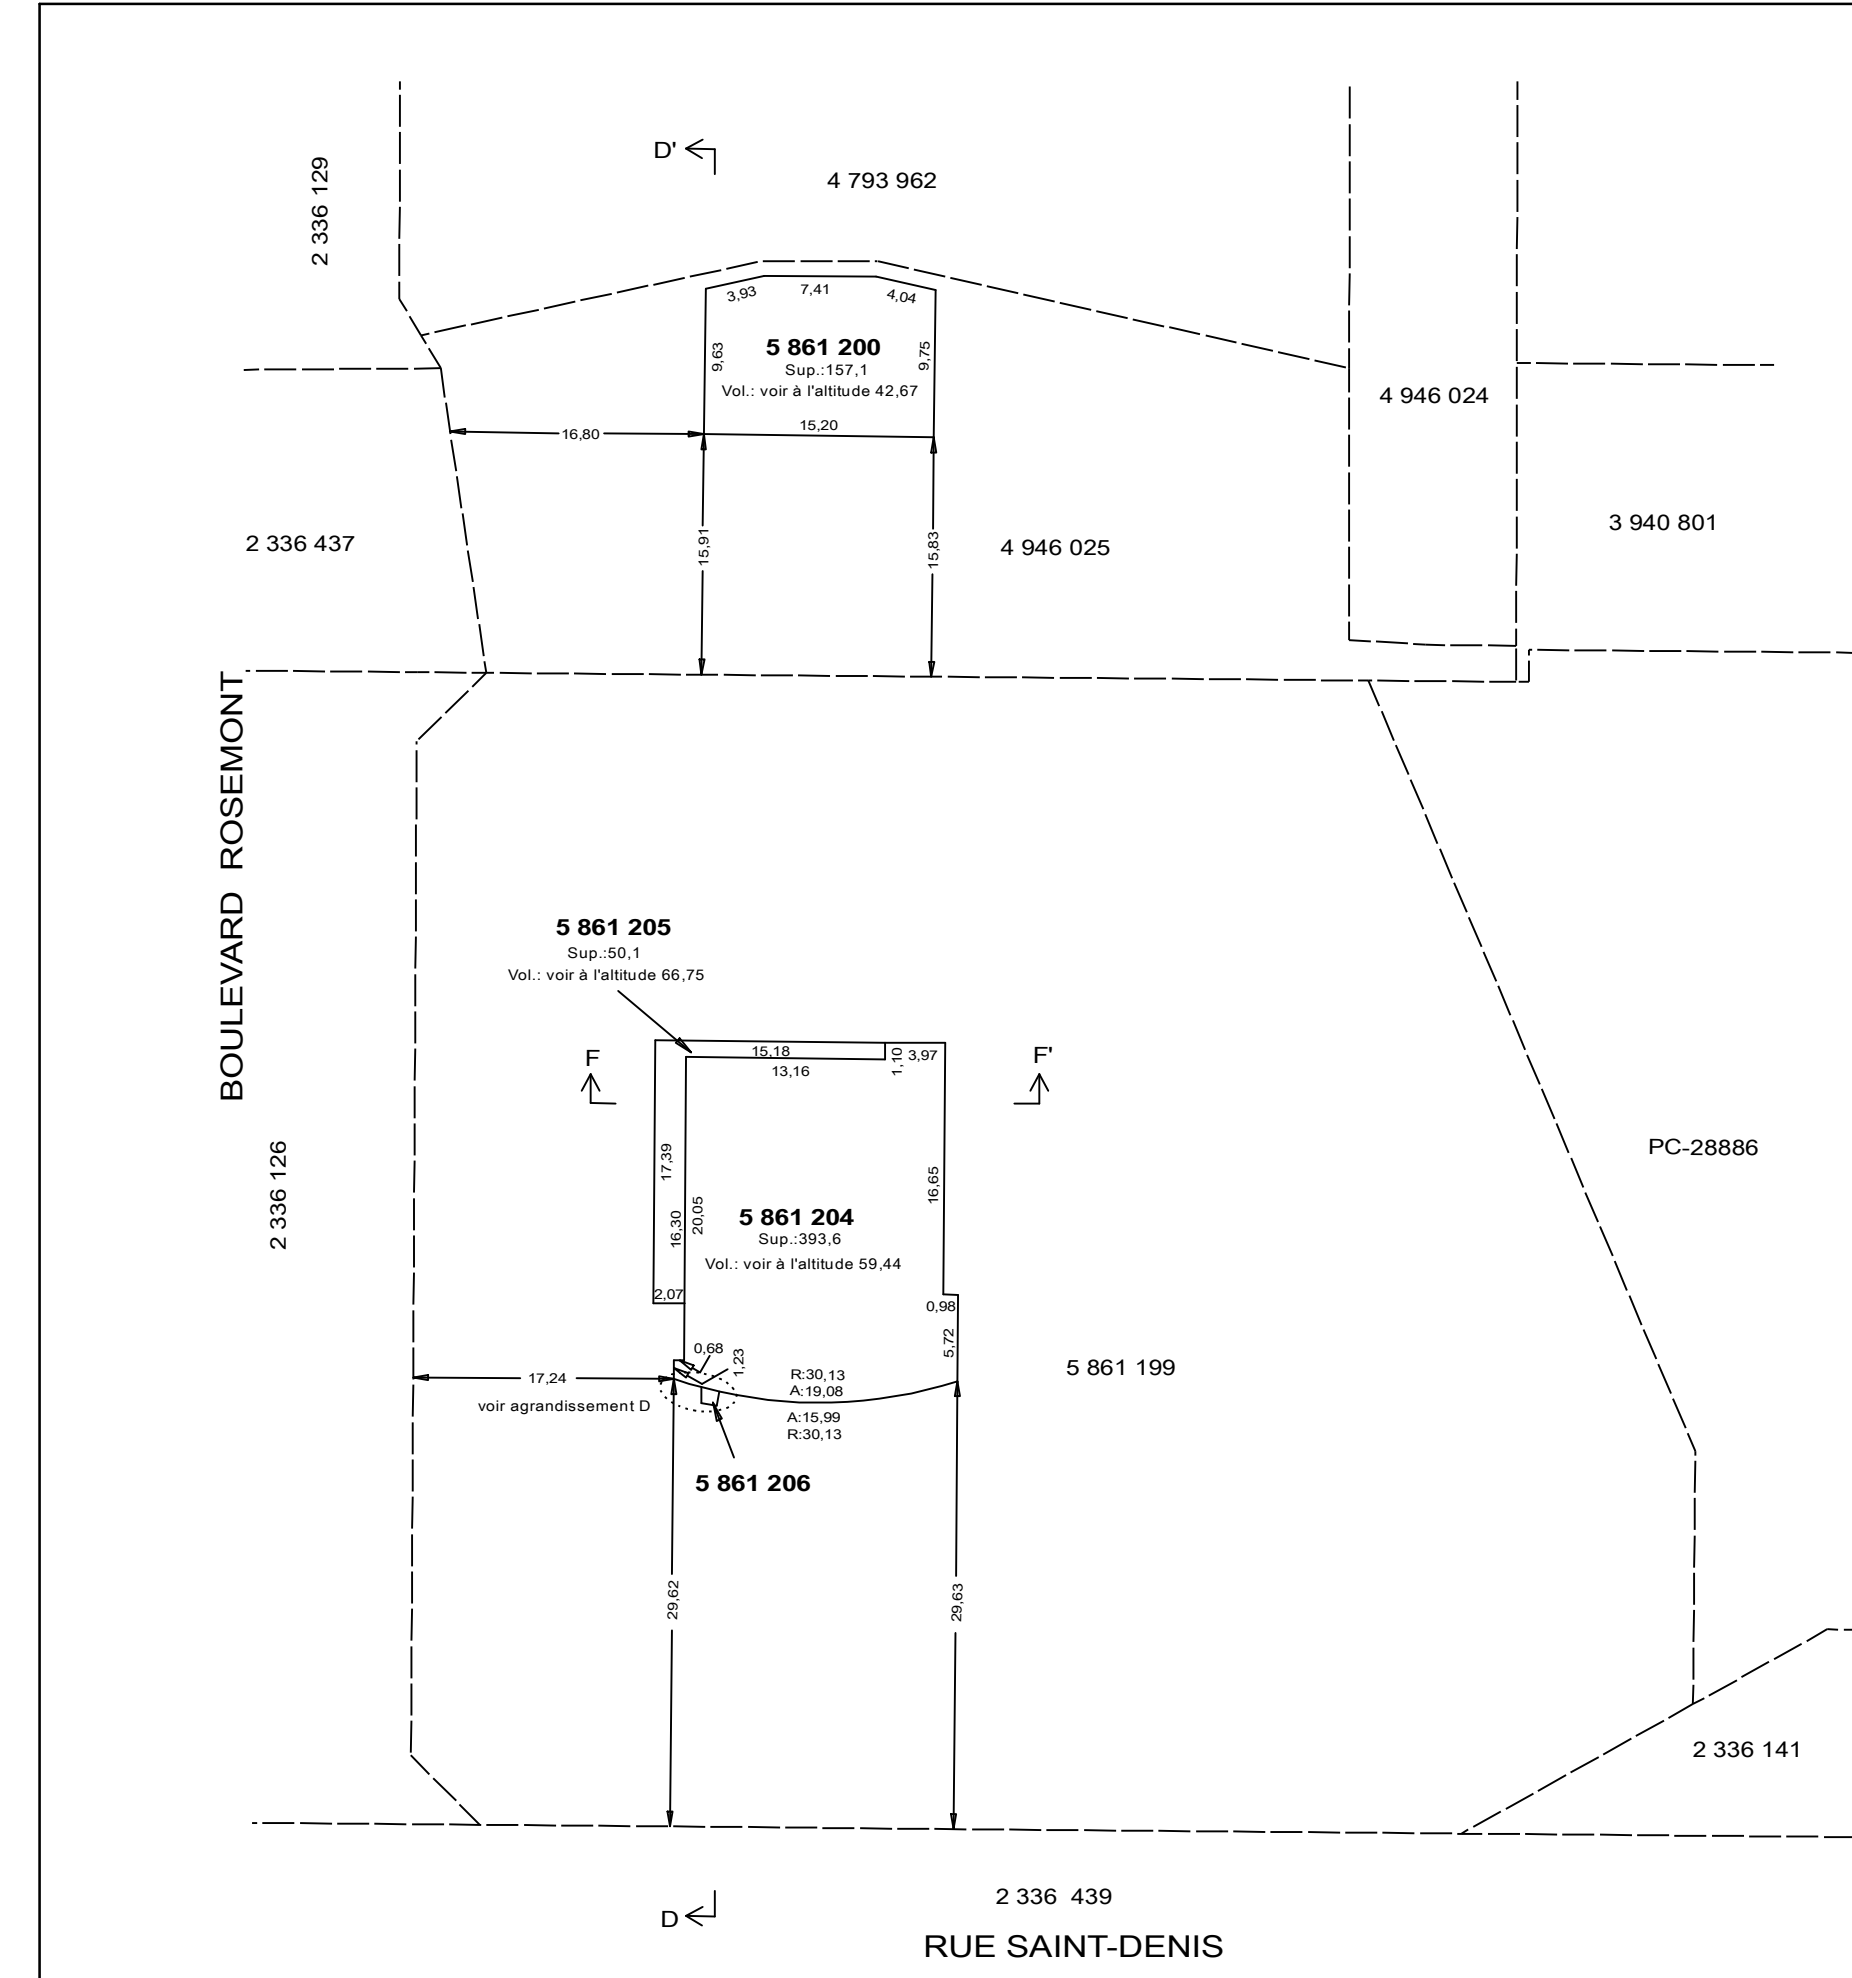 D'
4 793 962
2 336 129
3,93
7,41
4,04
9,63
5 861 200
9,75
Sup.:157,1
Vol.: voir à l'altitude 42,67
4 946 024
16,80
15,20
3 940 801
2 336 437
15,91
15,83
4 946 025
BOULEVARD ROSEMONT
5 861 205
Sup.:50,1
Vol.: voir à l'altitude 66,75
F
15,18
1,10
3,97
F'
13,16
2 336 126
17,39
16,65
PC-28886
16,30
20,05
5 861 204
Sup.:393,6
Vol.: voir à l'altitude 59,44
2,07
0,98
5,72
0,68
1,23
5 861 199
R:30,13
A:19,08
17,24
voir agrandissement D
A:15,99
R:30,13
5 861 206
29,62
29,63
2 336 141
D
2 336 439
RUE SAINT-DENIS